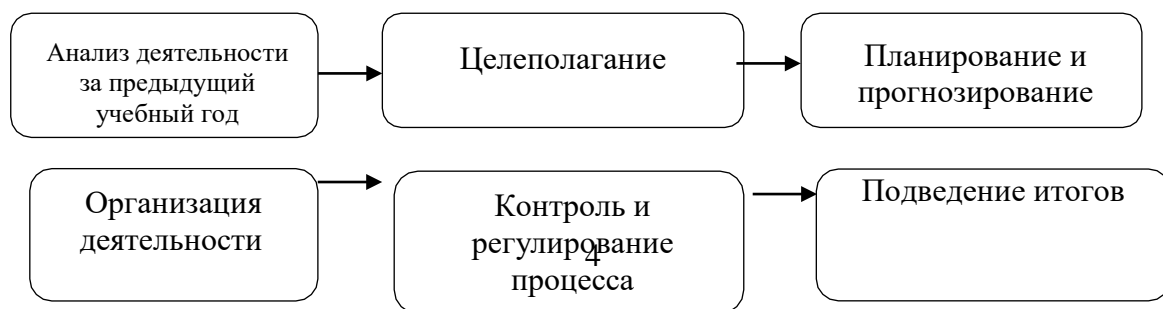 Анализ деятельности
за предыдущий
учебный год
Целеполагание
Планирование и
прогнозирование
Организация
деятельности
Контроль и
регулирование
процесса
4
Подведение итогов